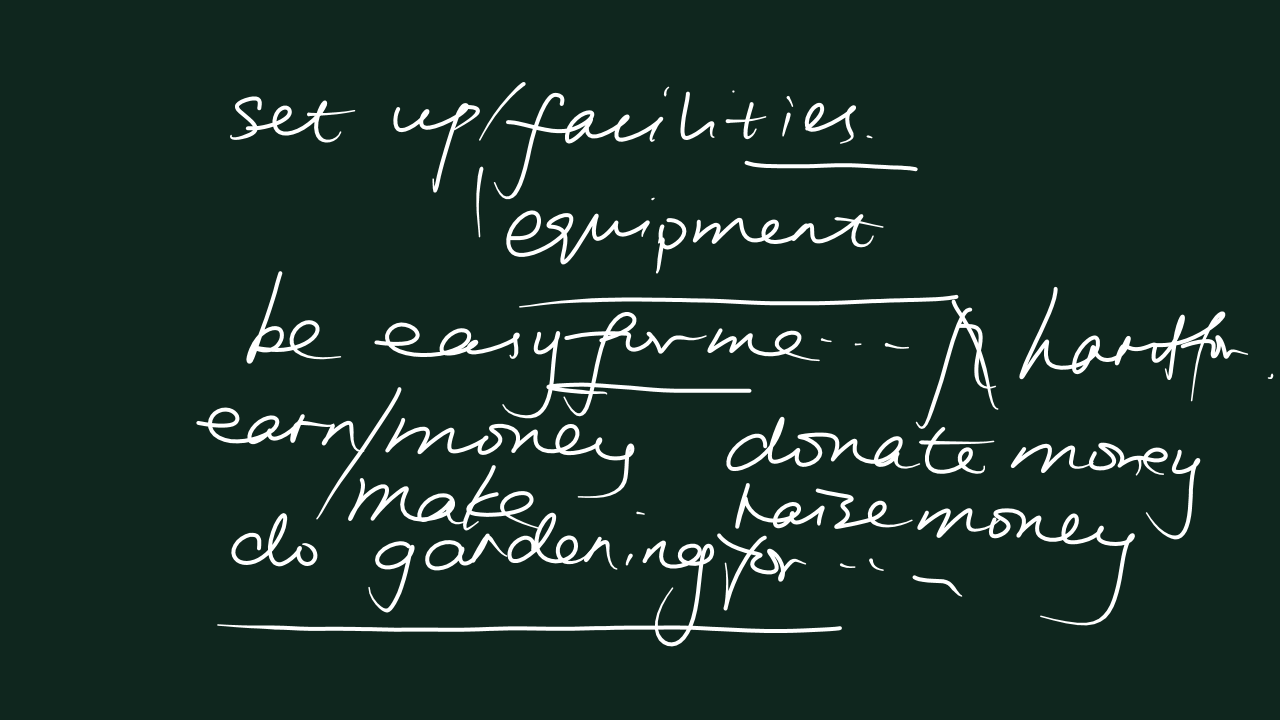 set up/facilities.
equipment
be easy for me ... hard for.
earn/money donate money
make raise money
do gardening for ...